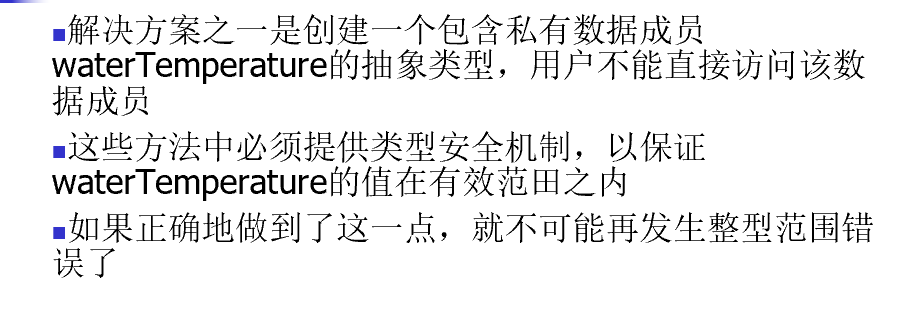 ■解决方案之一是创建一个包含私有数据成员
waterTemperature的抽象类型，用户不能直接访问该数
据成员
■这些方法中必须提供类型安全机制，以保证
waterTemperature的值在有效范田之内
■如果正确地做到了这一点，就不可能再发生整型范围错
误了